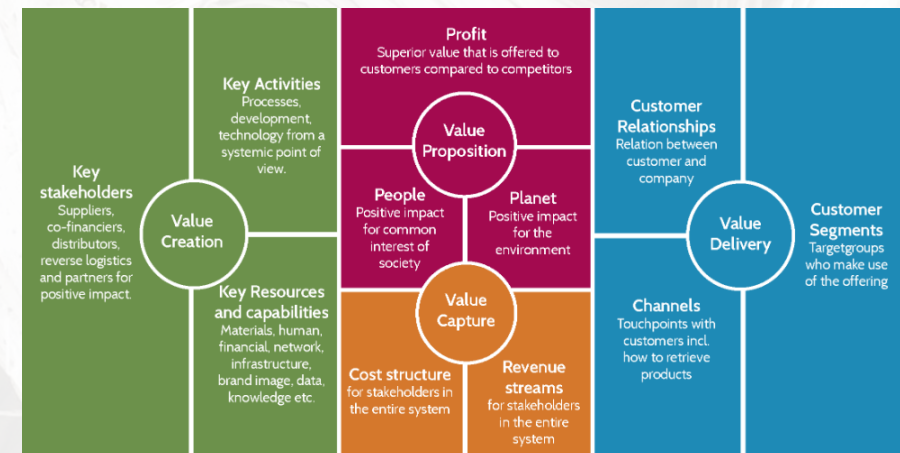 Key
stakeholders
Suppliers,
co-financiers,
distributors,
reverse logistics
and partners for
positive impact.
Value
Creation
Key Activities
Processes,
development,
technology from a
systemic point of
view.
Key Resources
and capabilities
Materials, human,
financial, network,
infrastructure,
brand image, data,
knowledge etc.
Profit
Superior value that is offered to
customers compared to competitors
Value
Proposition
People
Positive impact
for common
interest of
society
Planet
Positive impact
for the
environment
Value
Capture
Cost structure
for stakeholders in
the entire system
Revenue
streams
for stakeholders
in the entire
system
Customer
Relationships
Relation between
customer and
company
Value
Delivery
Channels
Touchpoints with
customers incl.
how to retrieve
products
Customer
Segments
Targetgroups
who make use
of the offering